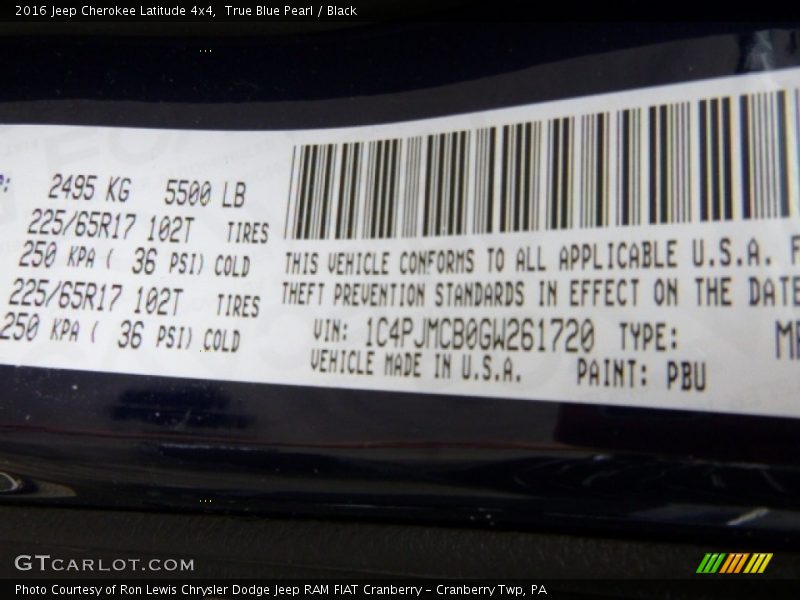 2016 Jeep Cherokee Latitude 4x4,  True Blue Pearl / Black
P: 2495 KG 5500 LB
225/65R17 102T TIRES
250 KPA ( 36 PSI) COLD
225/65R17 102T TIRES
250 KPA ( 36 PSI) COLD
THIS VEHICLE CONFORMS TO ALL APPLICABLE U.S.A. F
THEFT PREVENTION STANDARDS IN EFFECT ON THE DATE
VIN: 1C4PJMCB0GW261720 TYPE:
VEHICLE MADE IN U.S.A. PAINT: PBU
GTCARLOT.COM
Photo Courtesy of Ron Lewis Chrysler Dodge Jeep RAM FIAT Cranberry – Cranberry Twp, PA